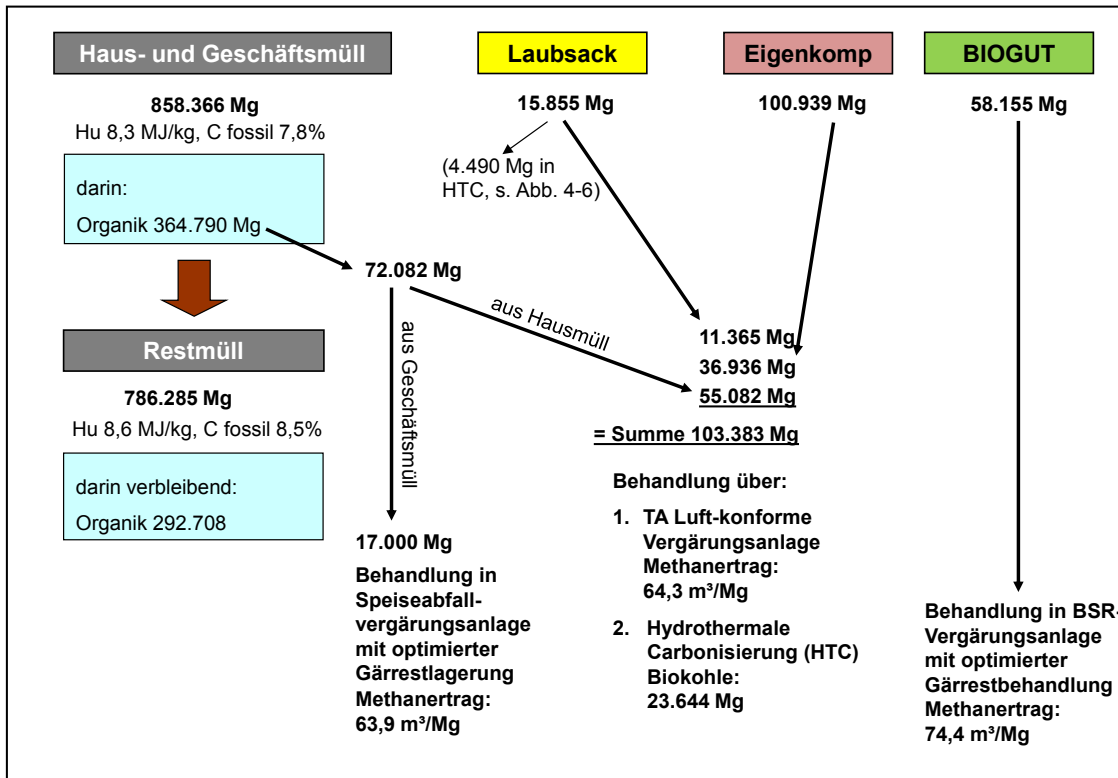 Haus- und Geschäftsmüll
858.366 Mg
Hu 8,3 MJ/kg, C fossil 7,8%
darin:
Organik 364.790 Mg
Restmüll
786.285 Mg
Hu 8,6 MJ/kg, C fossil 8,5%
darin verbleibend:
Organik 292.708
72.082 Mg
aus Geschäftsmüll
aus Hausmüll
17.000 Mg
Behandlung in
Speiseabfall-
vergärungsanlage
mit optimierter
Gärrestlagerung
Methanertrag:
63,9 m³/Mg
Laubsack
15.855 Mg
(4.490 Mg in
HTC, s. Abb. 4-6)
Eigenkomp
100.939 Mg
11.365 Mg
36.936 Mg
55.082 Mg
= Summe 103.383 Mg
Behandlung über:
1. TA Luft-konforme
Vergärungsanlage
Methanertrag:
64,3 m³/Mg
2. Hydrothermale
Carbonisierung (HTC)
Biokohle:
23.644 Mg
BIOGUT
58.155 Mg
Behandlung in BSR-
Vergärungsanlage
mit optimierter
Gärrestbehandlung
Methanertrag:
74,4 m³/Mg